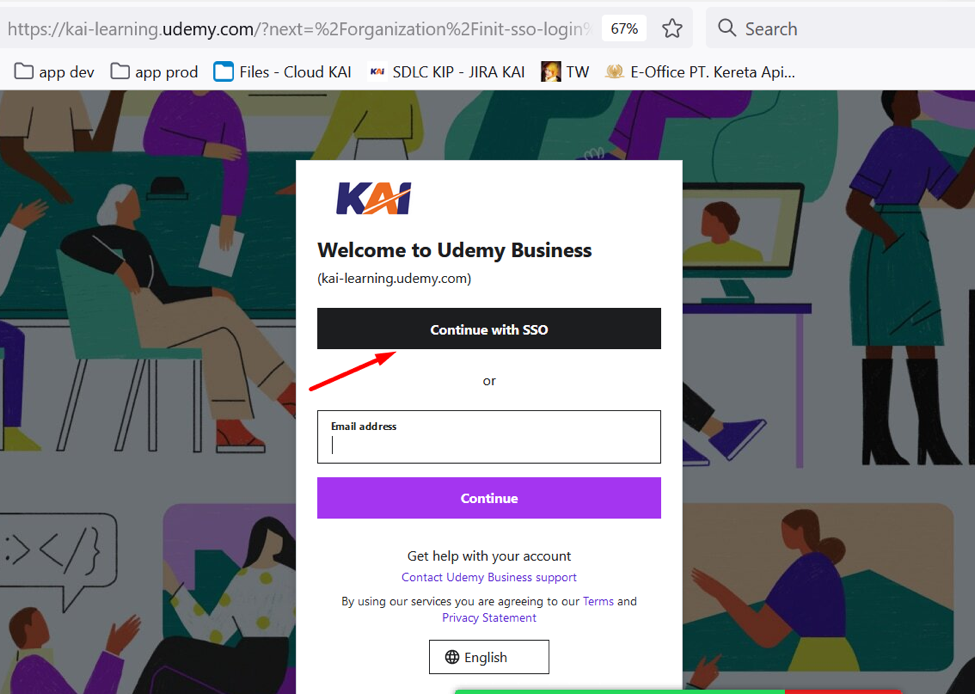 https://kai-learning.udemy.com/?next=%2Forganization%2Finit-sso-login%
67%
Search
app dev
app prod
Files - Cloud KAI
KAI
SDLC KIP - JIRA KAI
TW
E-Office PT. Kereta Api...
KAI
Welcome to Udemy Business
(kai-learning.udemy.com)
Continue with SSO
or
Email address
Continue
:></}
Get help with your account
Contact Udemy Business support
By using our services you are agreeing to our Terms and
Privacy Statement
English